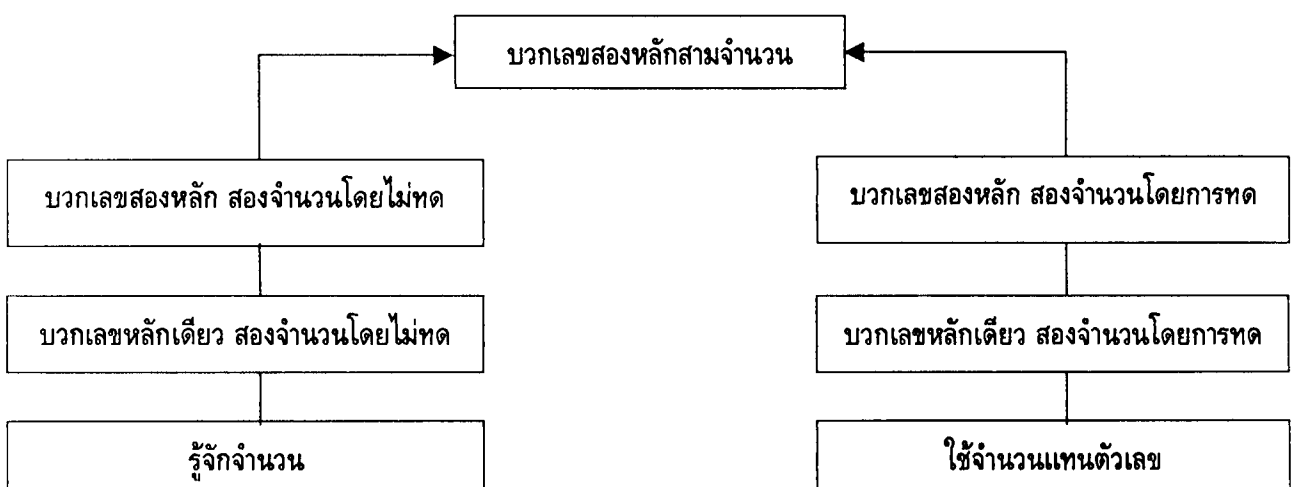 บวกเลขสองหลักสามจำนวน
บวกเลขสองหลัก สองจำนวนโดยไม่ทด
บวกเลขสองหลัก สองจำนวนโดยการทด
บวกเลขหลักเดียว สองจำนวนโดยไม่ทด
บวกเลขหลักเดียว สองจำนวนโดยการทด
รู้จักจำนวน
ใช้จำนวนแทนตัวเลข